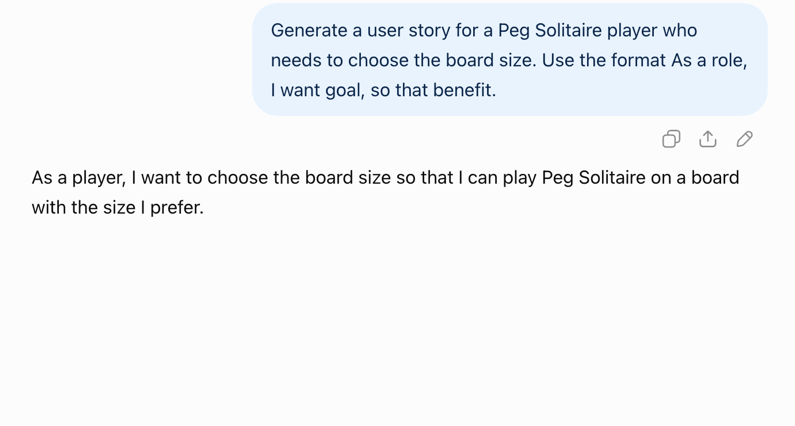 Generate a user story for a Peg Solitaire player who
needs to choose the board size. Use the format As a role,
I want goal, so that benefit.
As a player, I want to choose the board size so that I can play Peg Solitaire on a board
with the size I prefer.